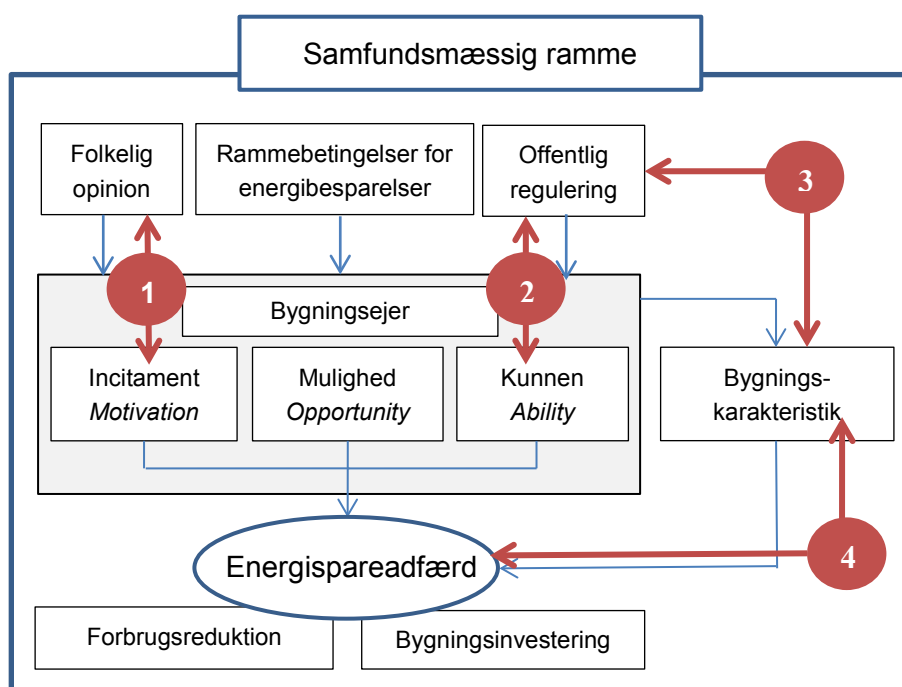 Samfundsmæssig ramme
Folkelig
opinion
Rammebetingelser for
energibesparelser
Offentlig
regulering
3
1
2
Bygningsejer
Incitament
Motivation
Mulighed
Opportunity
Kunnen
Ability
Bygnings-
karakteristik
4
Energispareadfærd
Forbrugsreduktion
Bygningsinvestering